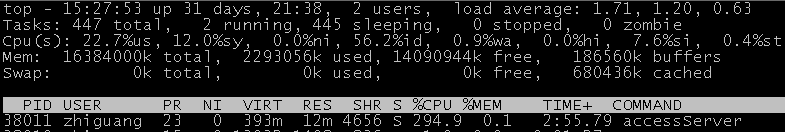 top - 15:27:53 up 31 days, 21:38, 2 users, load average: 1.71, 1.20, 0.63
Tasks: 447 total, 2 running, 445 sleeping, 0 stopped, 0 zombie
Cpu(s): 22.7%us, 12.0%sy, 0.0%ni, 56.2%id, 0.9%wa, 0.0%hi, 7.6%si, 0.4%st
Mem: 16384000k total, 2293056k used, 14090944k free, 186560k buffers
Swap: 0k total, 0k used, 0k free, 680436k cached
PID USER PR NI VIRT RES SHR S %CPU %MEM TIME+ COMMAND
38011 zhiguang 23 0 393m 12m 4656 S 294.9 0.1 2:55.79 accessServer